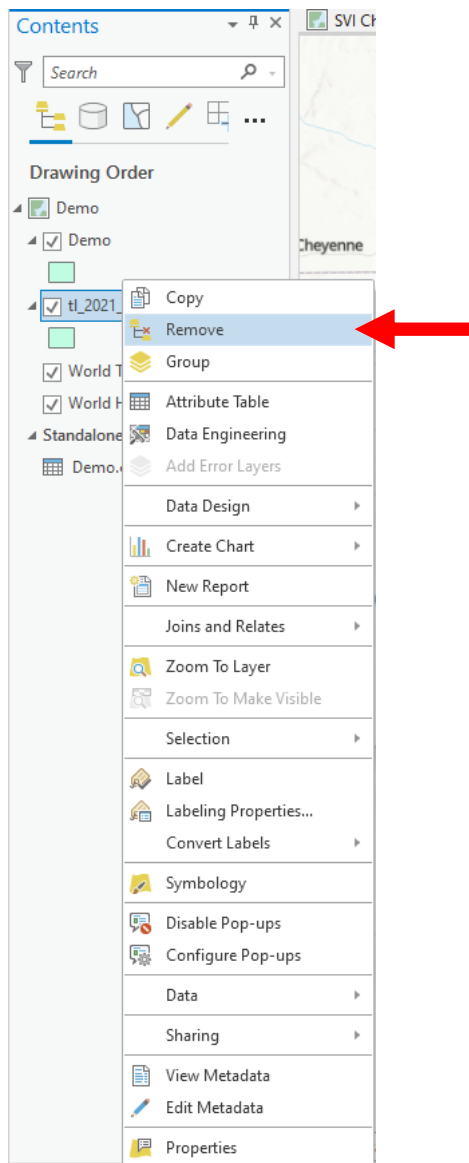 Contents
SVI
Search
Drawing Order
Demo
Demo
tl_2021_
World
World
Standalone
Demo.
Cheyenne
Copy
Remove
Group
Attribute Table
Data Engineering
Add Error Layers
Data Design
Create Chart
New Report
Joins and Relates
Zoom To Layer
Zoom To Make Visible
Selection
Label
Labeling Properties...
Convert Labels
Symbology
Disable Pop-ups
Configure Pop-ups
Data
Sharing
View Metadata
Edit Metadata
Properties